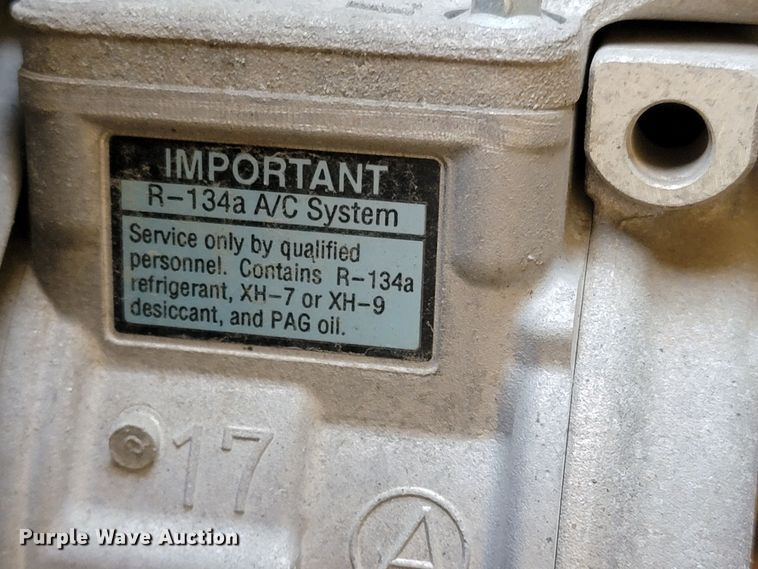 IMPORTANT
R-134a A/C System
Service only by qualified
personnel. Contains R-134a
refrigerant, XH-7 or XH-9
desiccant, and PAG oil.
17
A
Purple Wave Auction